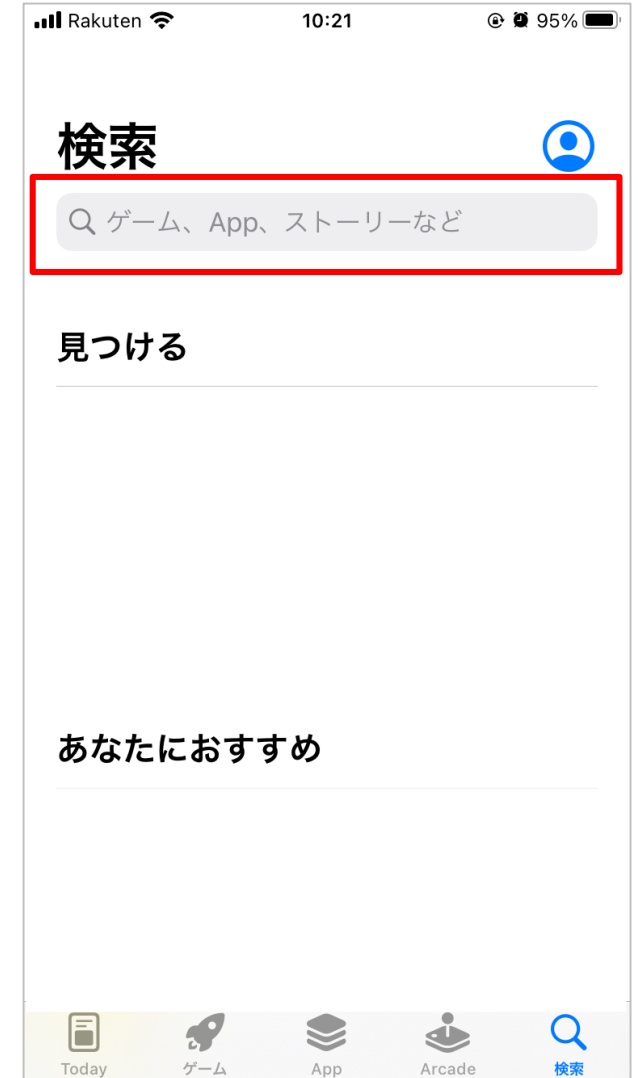 Rakuten 10:21 95%
検索
ゲーム、App、ストーリーなど
見つける
あなたにおすすめ
Today ゲーム App Arcade 検索